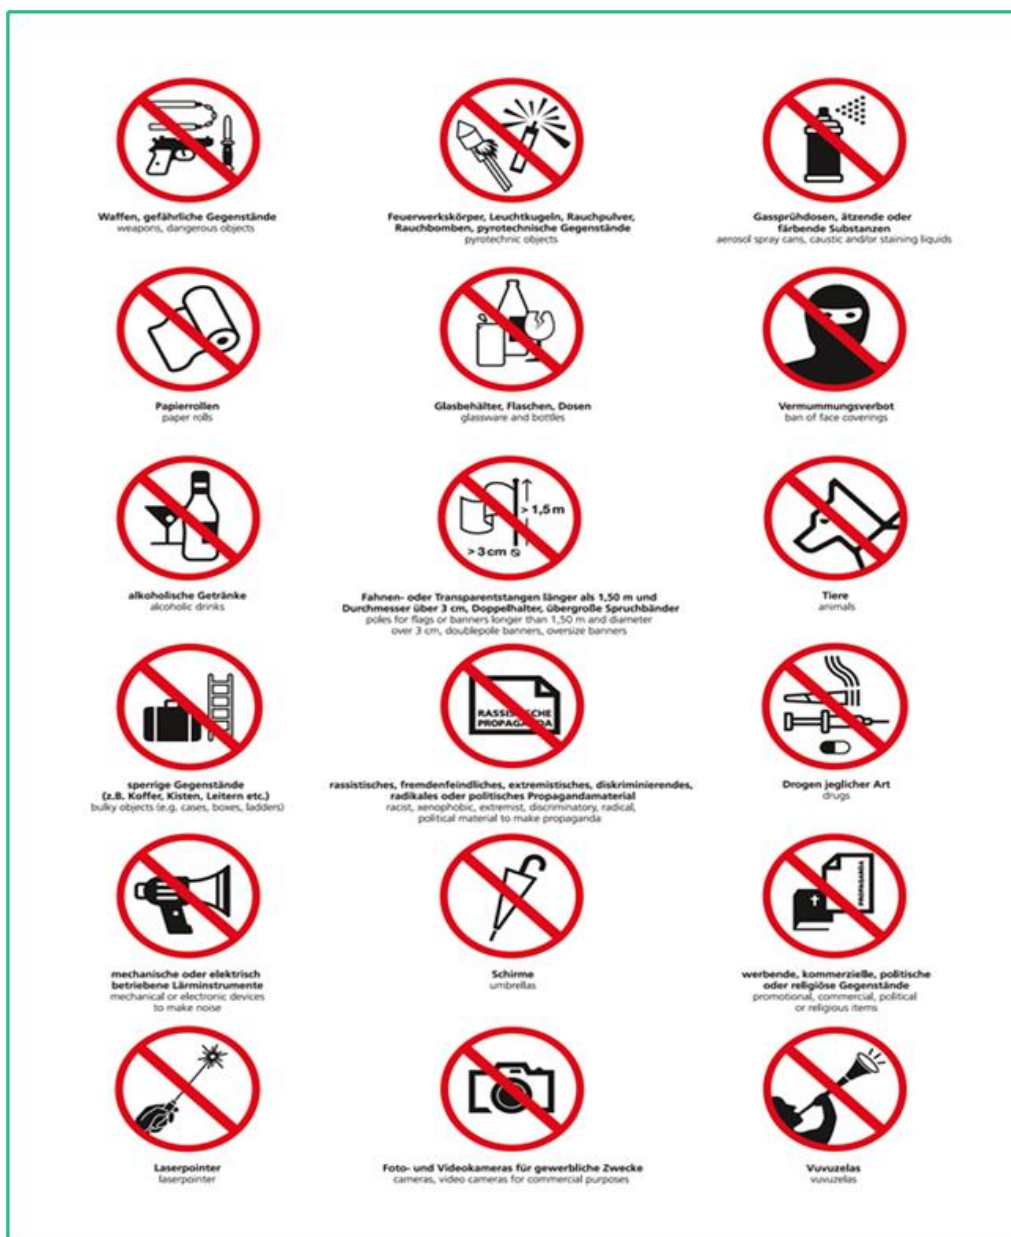 Waffen, gefährliche Gegenstände
weapons, dangerous objects
Feuerwerkskörper, Leuchtkugeln, Rauchpulver,
Rauchbomben, pyrotechnische Gegenstände
pyrotechnic objects
Gassprühdosen, ätzende oder
färbende Substanzen
aerosol spray cans, caustic and/or staining liquids
Papierrollen
paper rolls
Glasbehälter, Flaschen, Dosen
glassware and bottles
Vermummungsverbot
ban of face coverings
alkoholische Getränke
alcoholic drinks
> 1,5 m
> 3 cm
Fahnen- oder Transparentstangen länger als 1,50 m und
Durchmesser über 3 cm, Doppelhalter, übergroße Spruchbänder
poles for flags or banners longer than 1,50 m and diameter
over 3 cm, doublepole banners, oversize banners
Tiere
animals
sperrige Gegenstände
(z.B. Koffer, Kisten, Leitern etc.)
bulky objects (e.g. cases, boxes, ladders)
RASSISTISCHE
PROPAGANDA
rassistisches, fremdenfeindliches, extremistisches, diskriminierendes,
radikales oder politisches Propagandamaterial
racist, xenophobic, extremist, discriminatory, radical,
political material to make propaganda
Drogen jeglicher Art
drugs
mechanische oder elektrisch
betriebene Lärminstrumente
mechanical or electronic devices
to make noise
Schirme
umbrellas
PROPAGANDA
werbende, kommerzielle, politische
oder religiöse Gegenstände
promotional, commercial, political
or religious items
Laserpointer
laserpointer
Foto- und Videokameras für gewerbliche Zwecke
cameras, video cameras for commercial purposes
Vuvuzelas
vuvuzelas